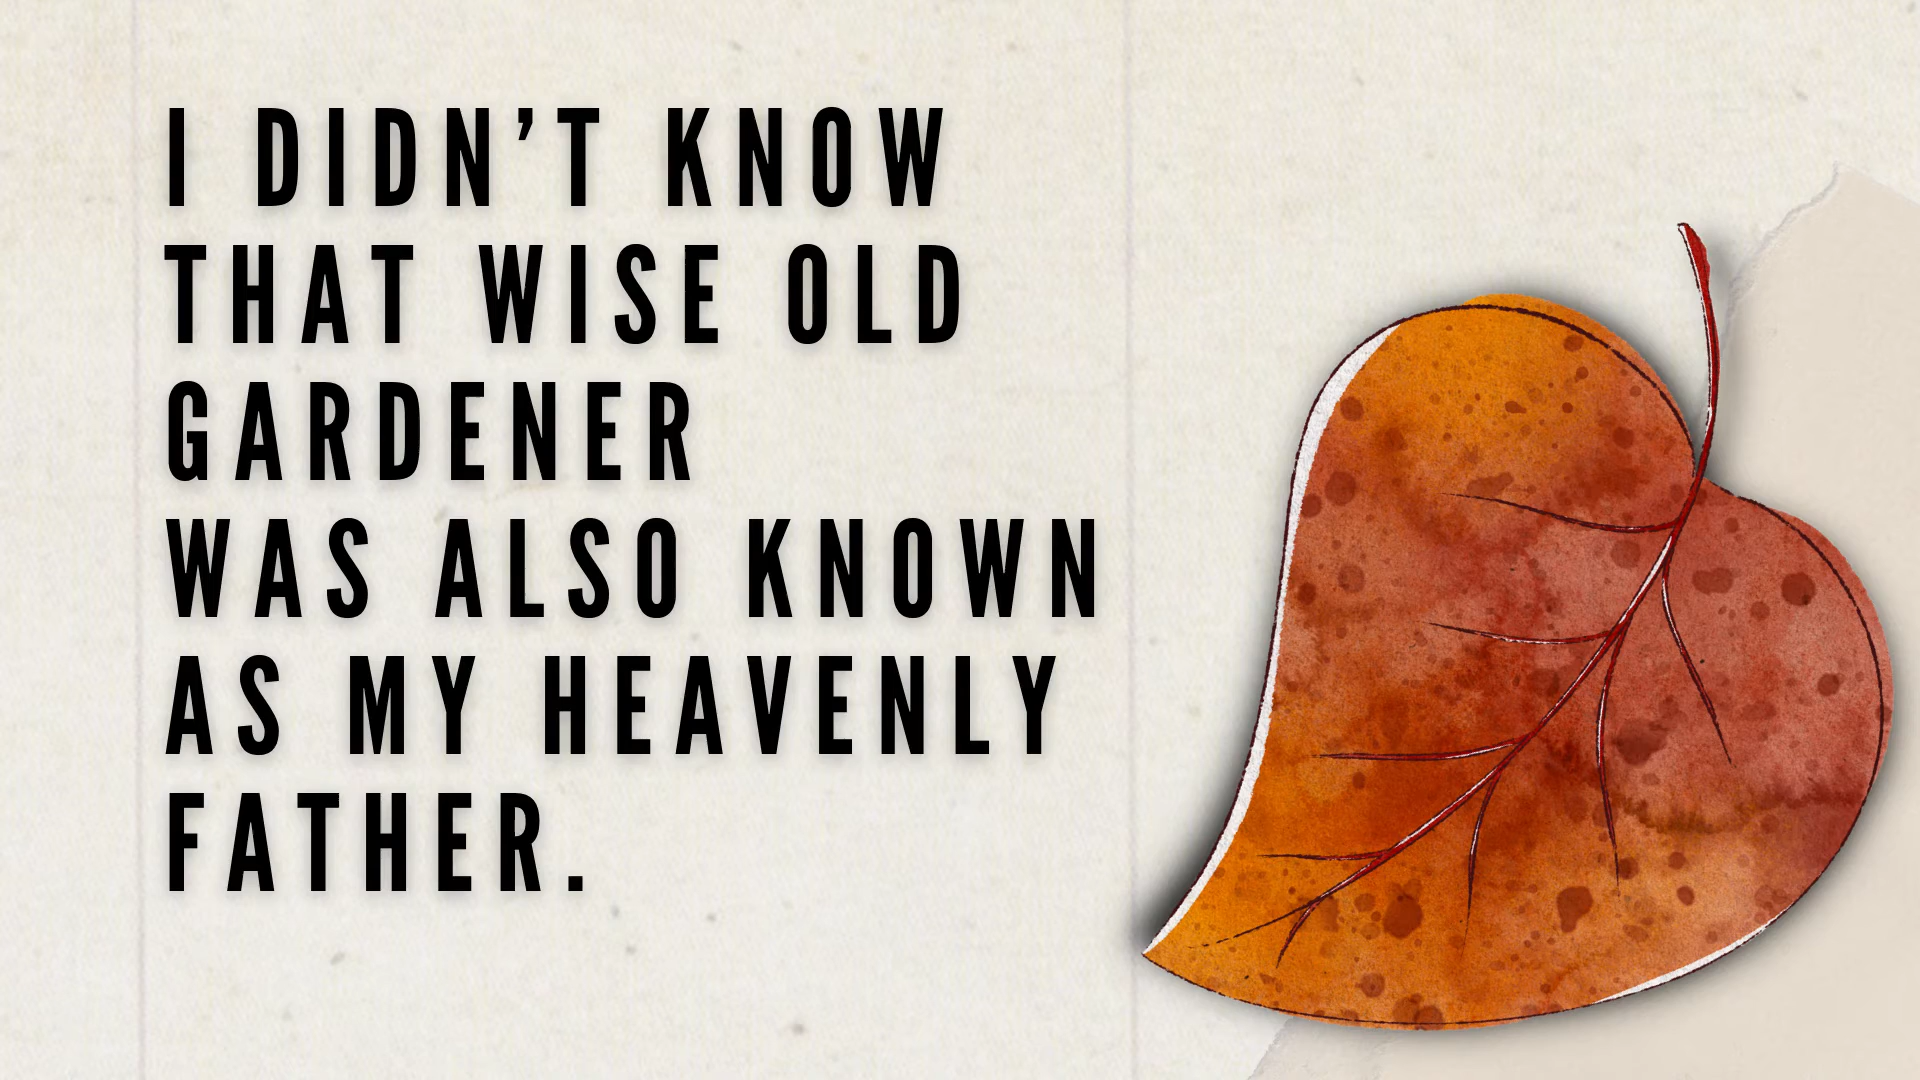 I DIDN’T KNOW
THAT WISE OLD
GARDENER
WAS ALSO KNOWN
AS MY HEAVENLY
FATHER.